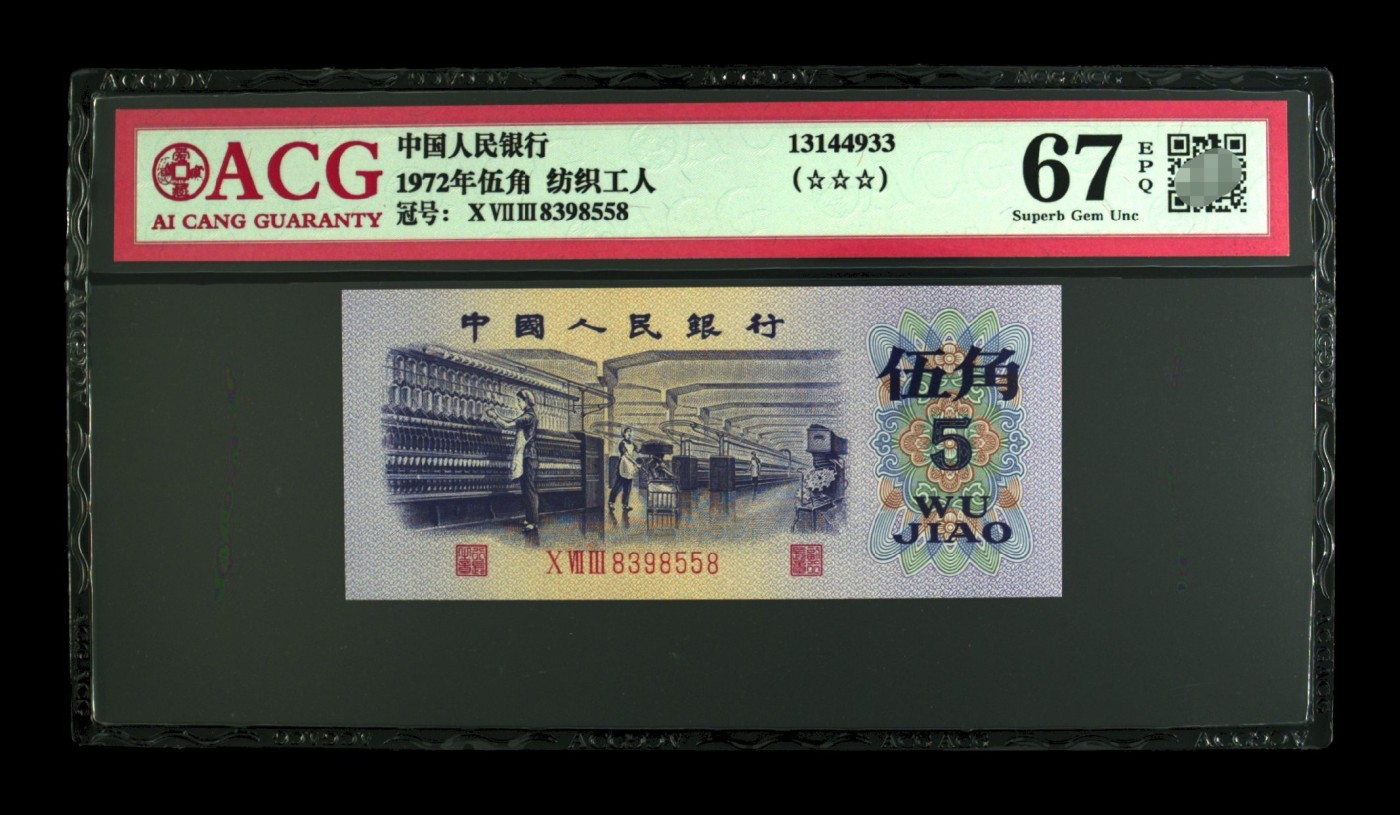 ACG
AI CANG GUARANTY
中国人民银行
1972年伍角 纺织工人
冠号: XⅦⅢ8398558
13144933
(☆☆☆)
67
EPQ
Superb Gem Unc
中國人民銀行
伍角
5
WU
JIAO
XⅦⅢ8398558